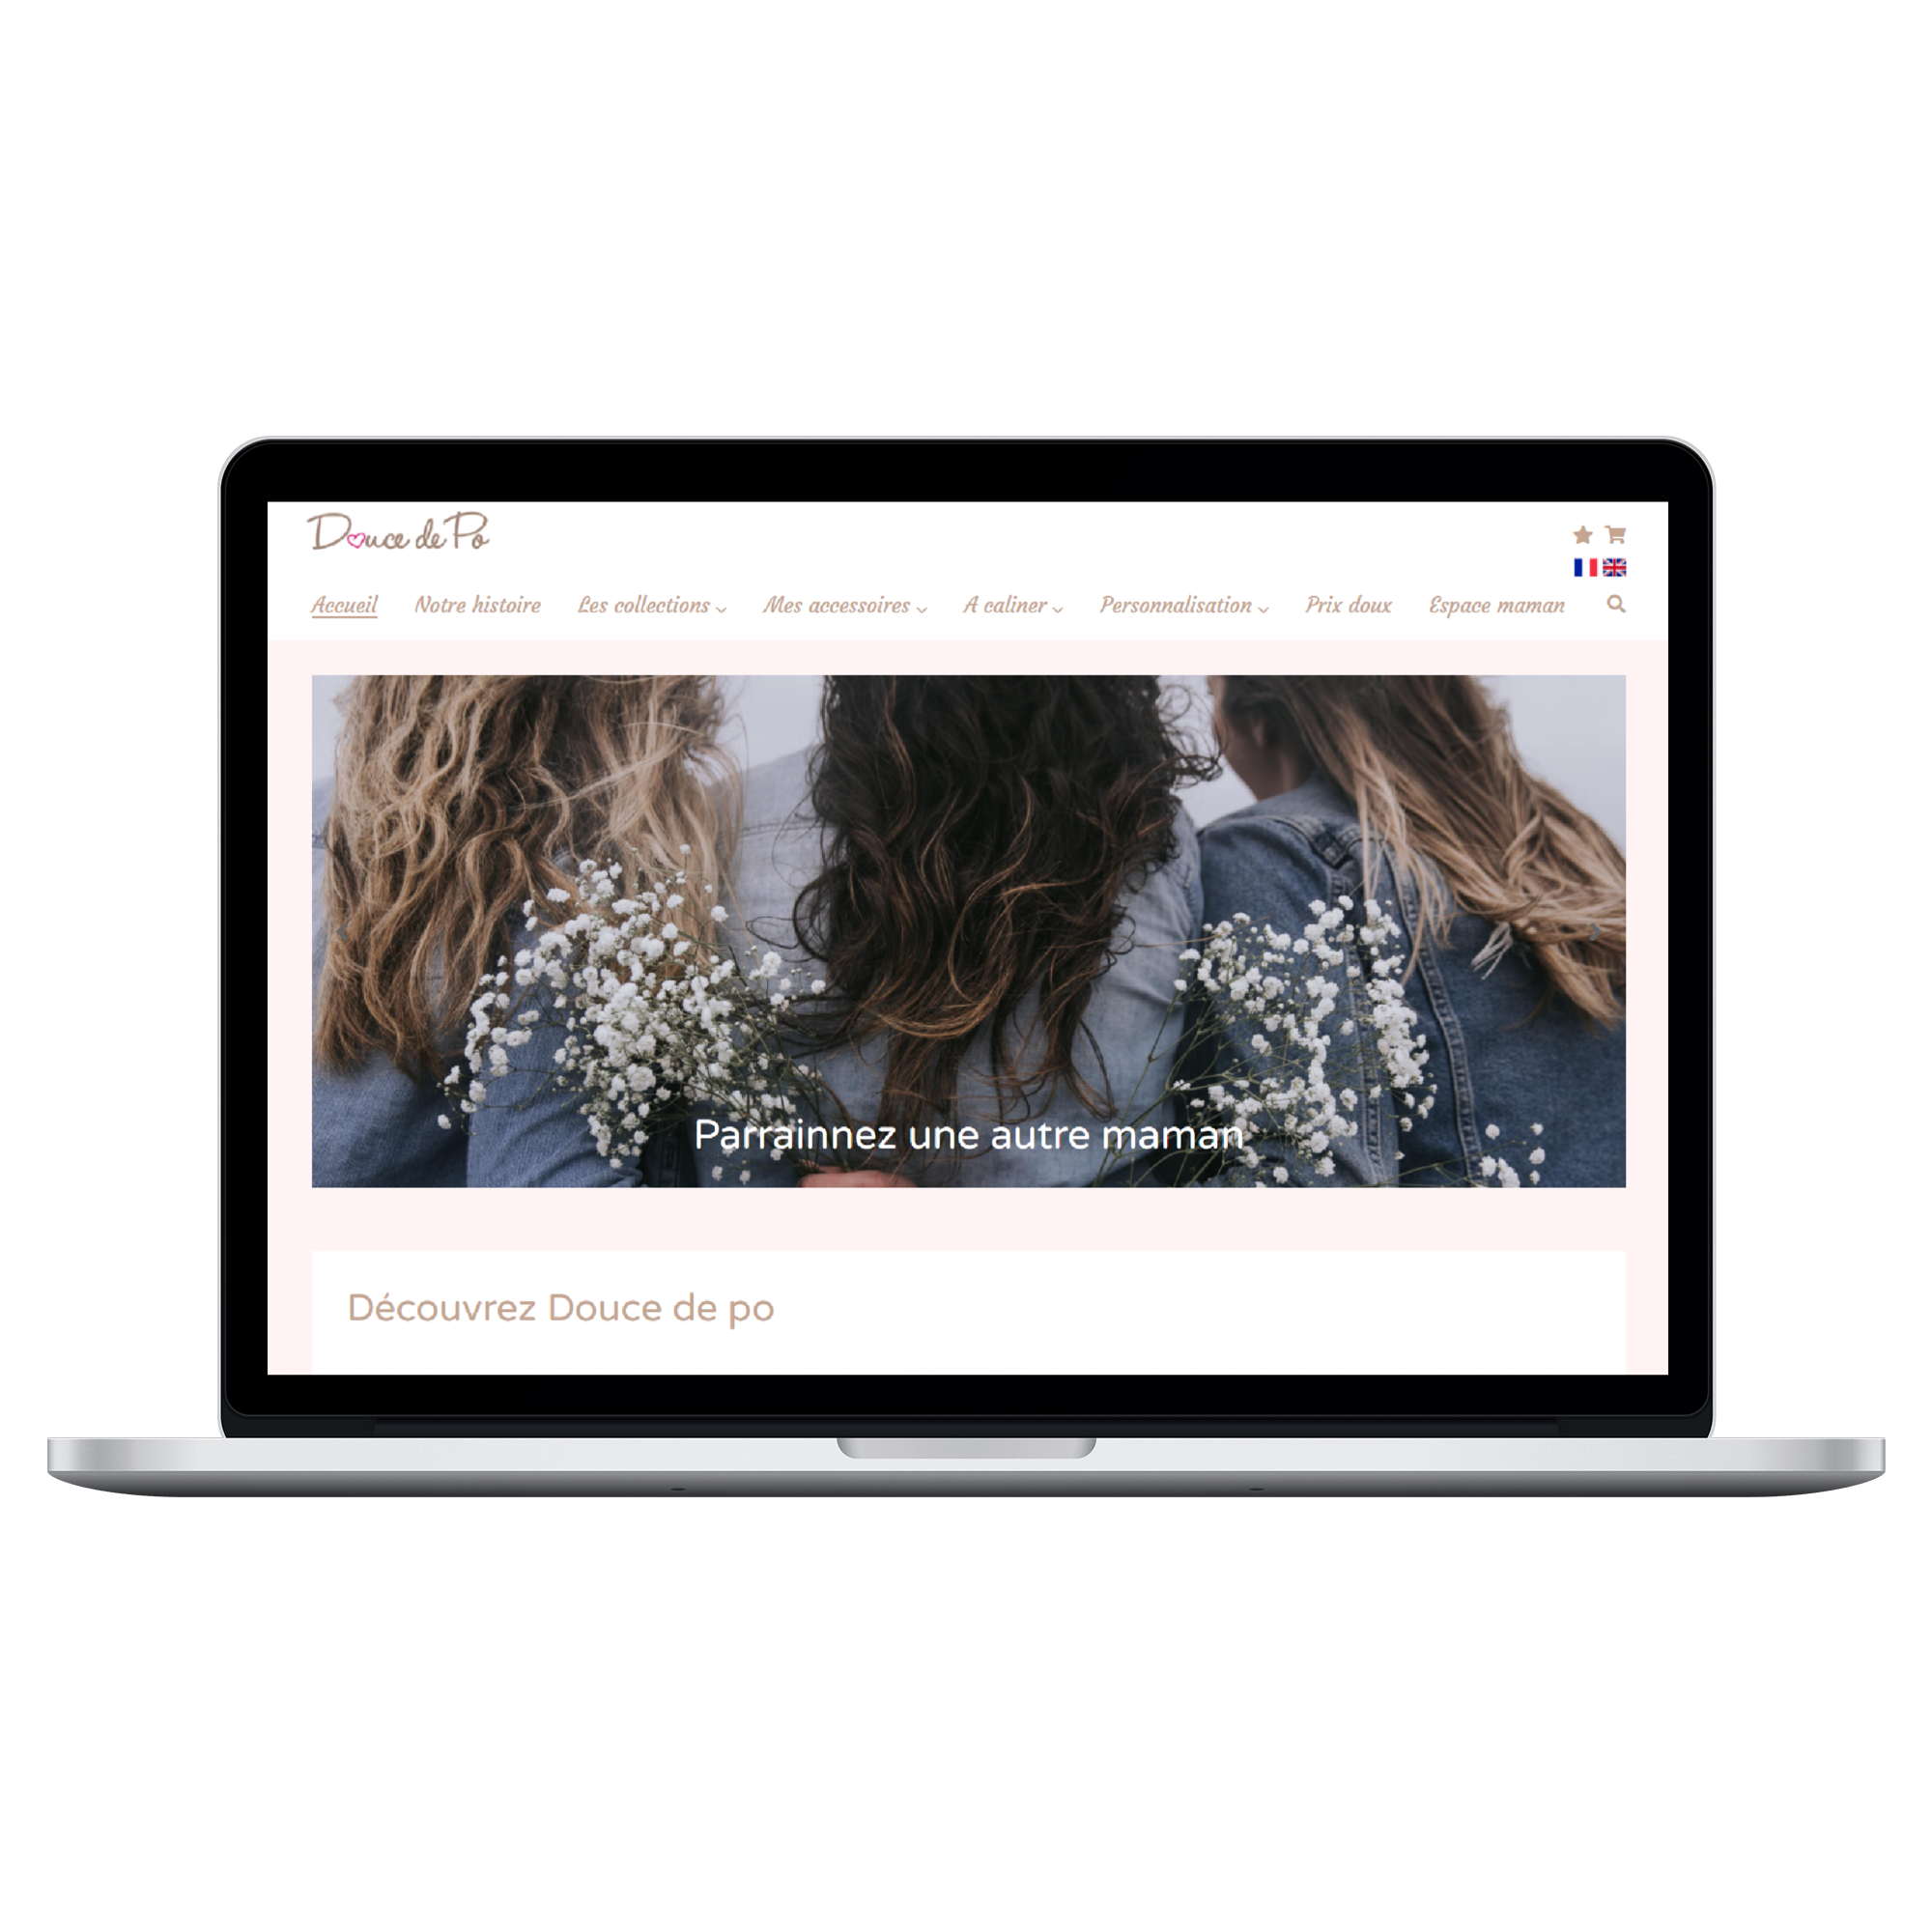 Douce de Po
Accueil Notre histoire Les collections Mes accessoires A caliner Personnalisation Prix doux Espace maman
Parrainnez une autre maman
Découvrez Douce de po